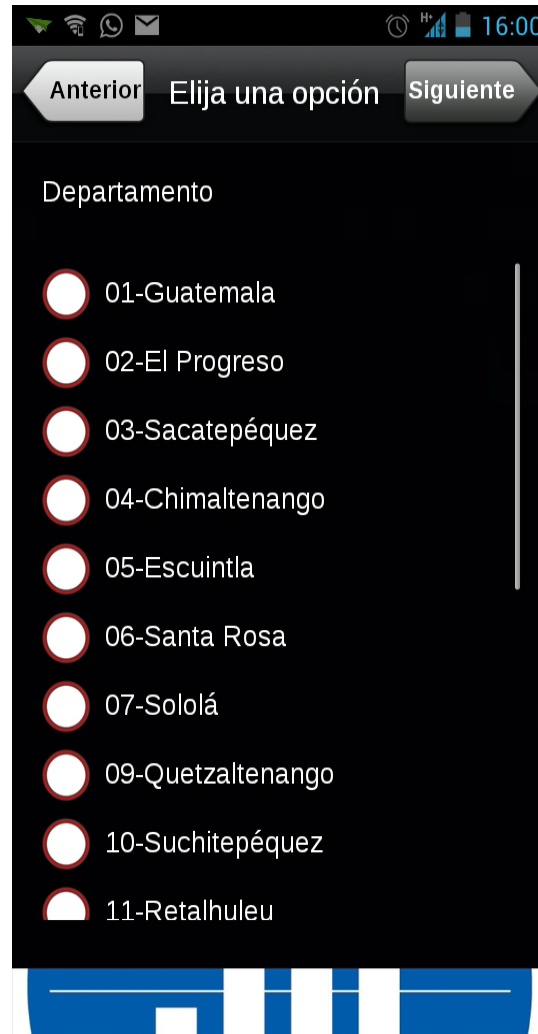 H+ 16:00
Anterior Elija una opción Siguiente
Departamento
01-Guatemala
02-El Progreso
03-Sacatepéquez
04-Chimaltenango
05-Escuintla
06-Santa Rosa
07-Sololá
09-Quetzaltenango
10-Suchitepéquez
11-Retalhuleu